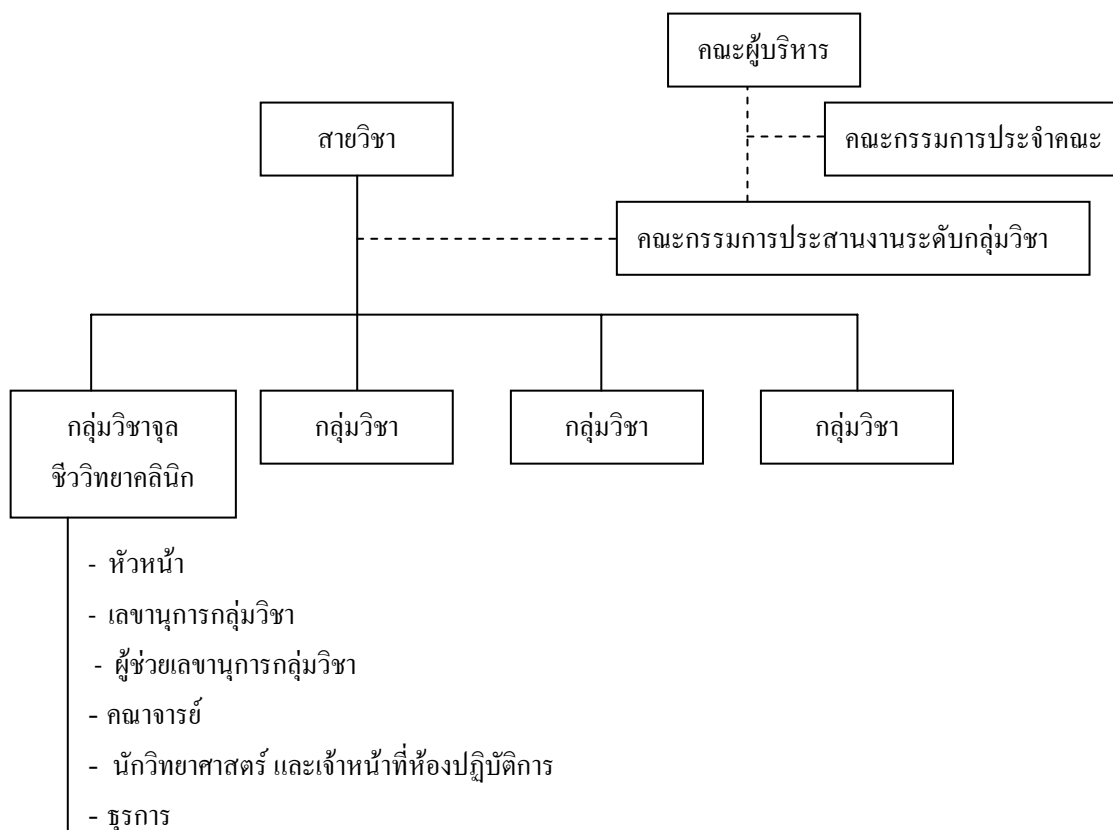 คณะผู้บริหาร
สายวิชา
คณะกรรมการประจำคณะ
คณะกรรมการประสานงานระดับกลุ่มวิชา
กลุ่มวิชาจุล
ชีววิทยาคลินิก
กลุ่มวิชา
กลุ่มวิชา
กลุ่มวิชา
- หัวหน้า
- เลขานุการกลุ่มวิชา
- ผู้ช่วยเลขานุการกลุ่มวิชา
- คณาจารย์
- นักวิทยาศาสตร์ และเจ้าหน้าที่ห้องปฏิบัติการ
- ธุรการ